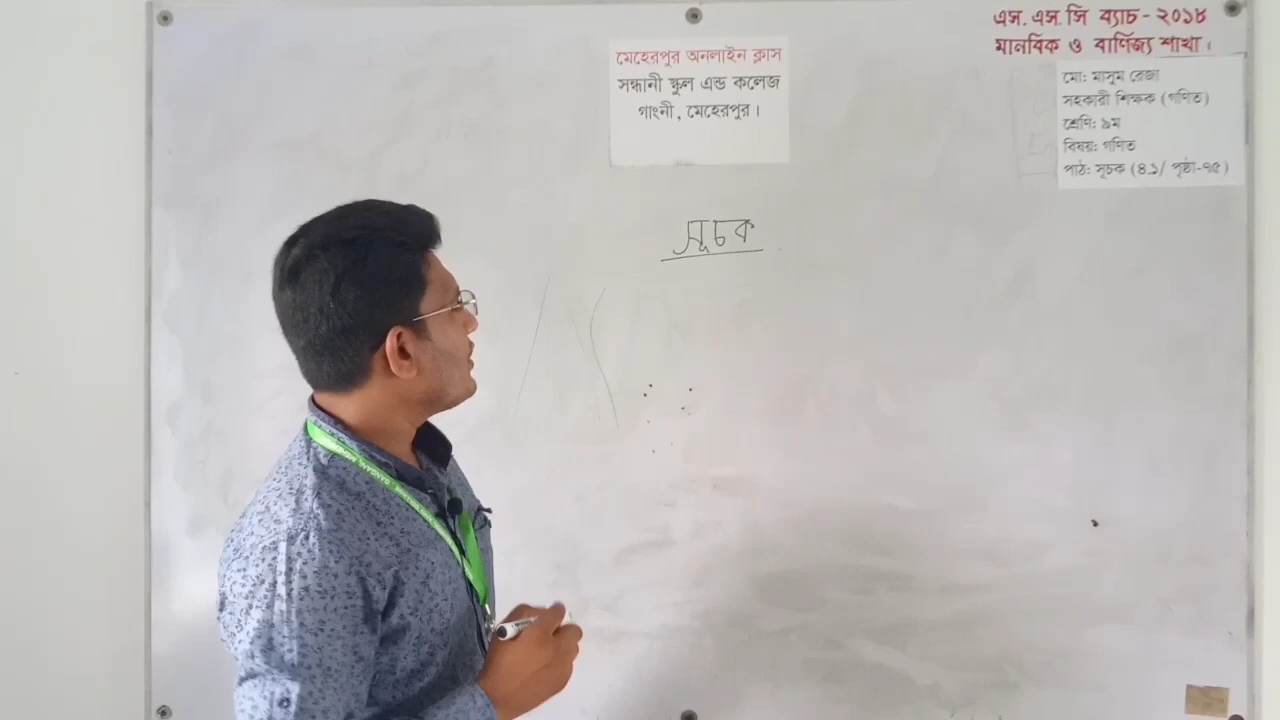 এস. এস. সি ব্যাচ - ২০১৮
মানবিক ও বাণিজ্য শাখা।
মেহেরপুর অনলাইন ক্লাস
সন্ধানী স্কুল এন্ড কলেজ
গাংনী, মেহেরপুর।
মো: মাসুম রেজা
সহকারী শিক্ষক (গণিত)
শ্রেণি: ৯ম
বিষয়: গণিত
পাঠ: সূচক (৪.১/ পৃষ্ঠা-৭৫)
সূচক